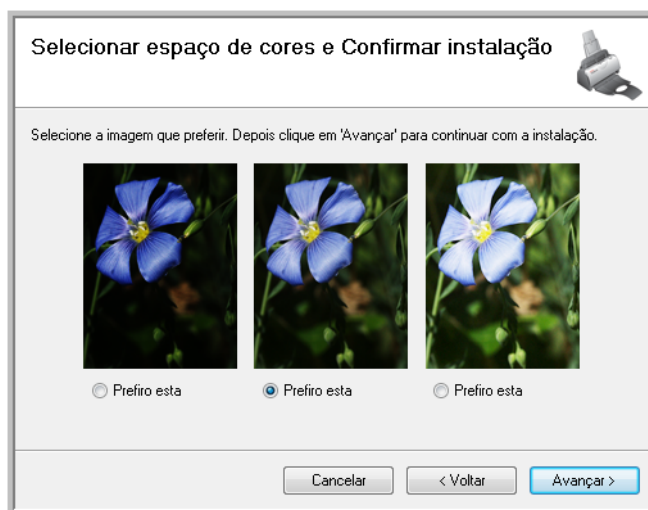 Selecionar espaço de cores e Confirmar instalação
Selecione a imagem que preferir. Depois clique em 'Avançar' para continuar com a instalação.
Prefiro esta
Prefiro esta
Prefiro esta
Cancelar
< Voltar
Avançar >